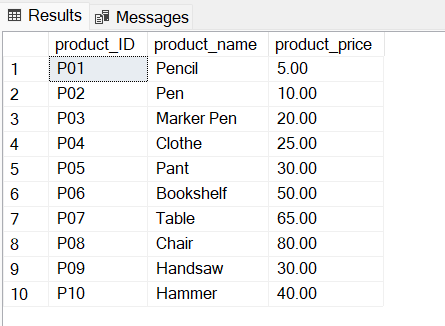 Results Messages
product_ID product_name product_price
1 P01 Pencil 5.00
2 P02 Pen 10.00
3 P03 Marker Pen 20.00
4 P04 Clothe 25.00
5 P05 Pant 30.00
6 P06 Bookshelf 50.00
7 P07 Table 65.00
8 P08 Chair 80.00
9 P09 Handsaw 30.00
10 P10 Hammer 40.00